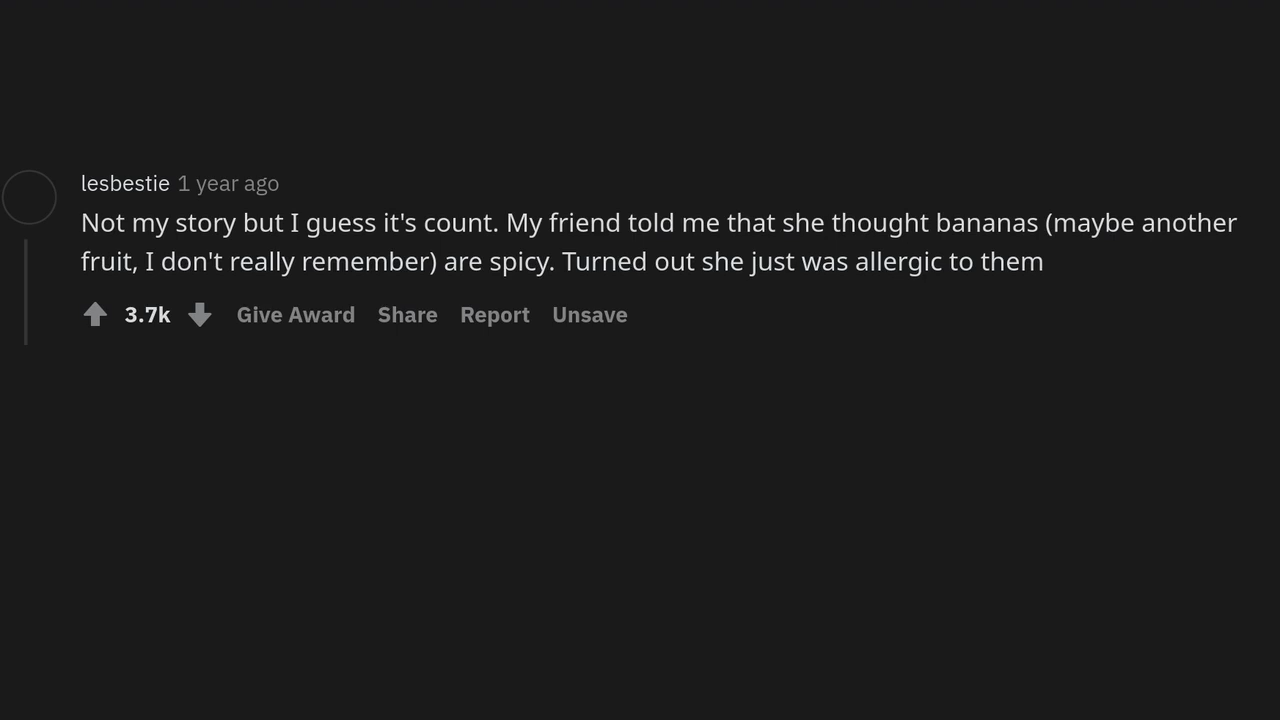 lesbestie 1 year ago
Not my story but I guess it's count. My friend told me that she thought bananas (maybe another
fruit, I don't really remember) are spicy. Turned out she just was allergic to them
3.7k Give Award Share Report Unsave